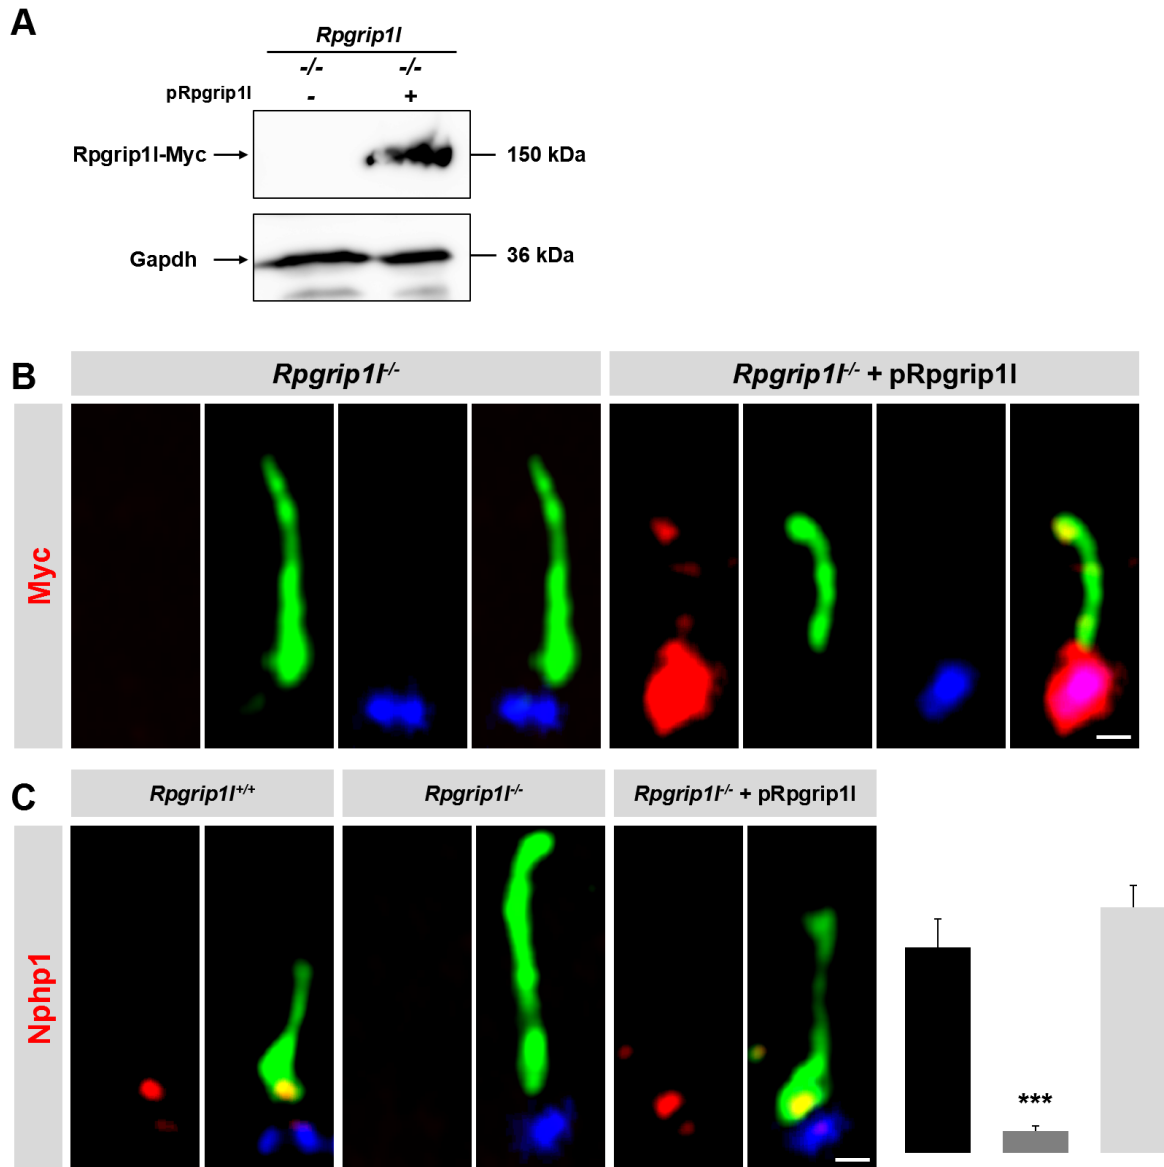 A
Rpgrip1l
-/- -/-
pRpgrip1l - +
Rpgrip1l-Myc 150 kDa
Gapdh 36 kDa
B
Rpgrip1l-/- Rpgrip1l-/- + pRpgrip1l
Myc
C
Rpgrip1l+/+ Rpgrip1l-/- Rpgrip1l-/- + pRpgrip1l
Nphp1
***